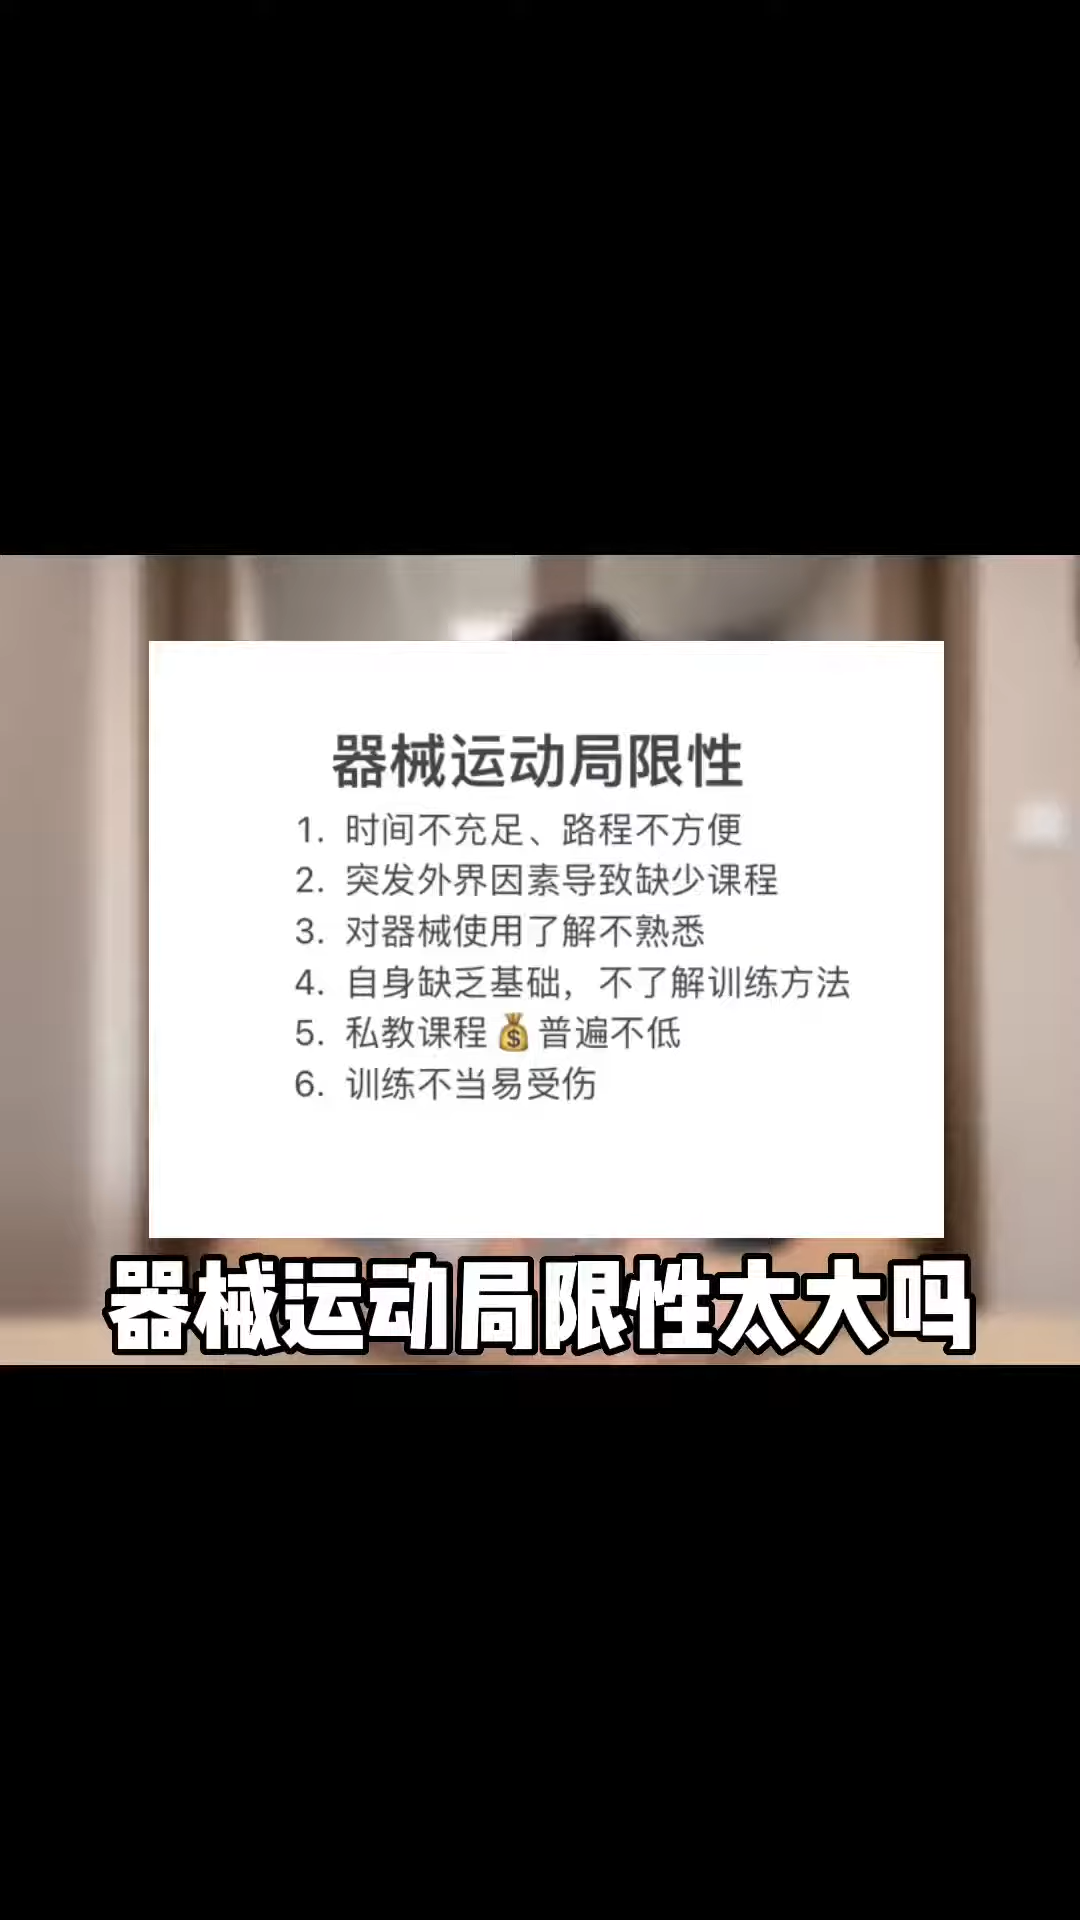 器械运动局限性
1. 时间不充足、路程不方便
2. 突发外界因素导致缺少课程
3. 对器械使用了解不熟悉
4. 自身缺乏基础，不了解训练方法
5. 私教课程💰普遍不低
6. 训练不当易受伤
器械运动局限性太大吗